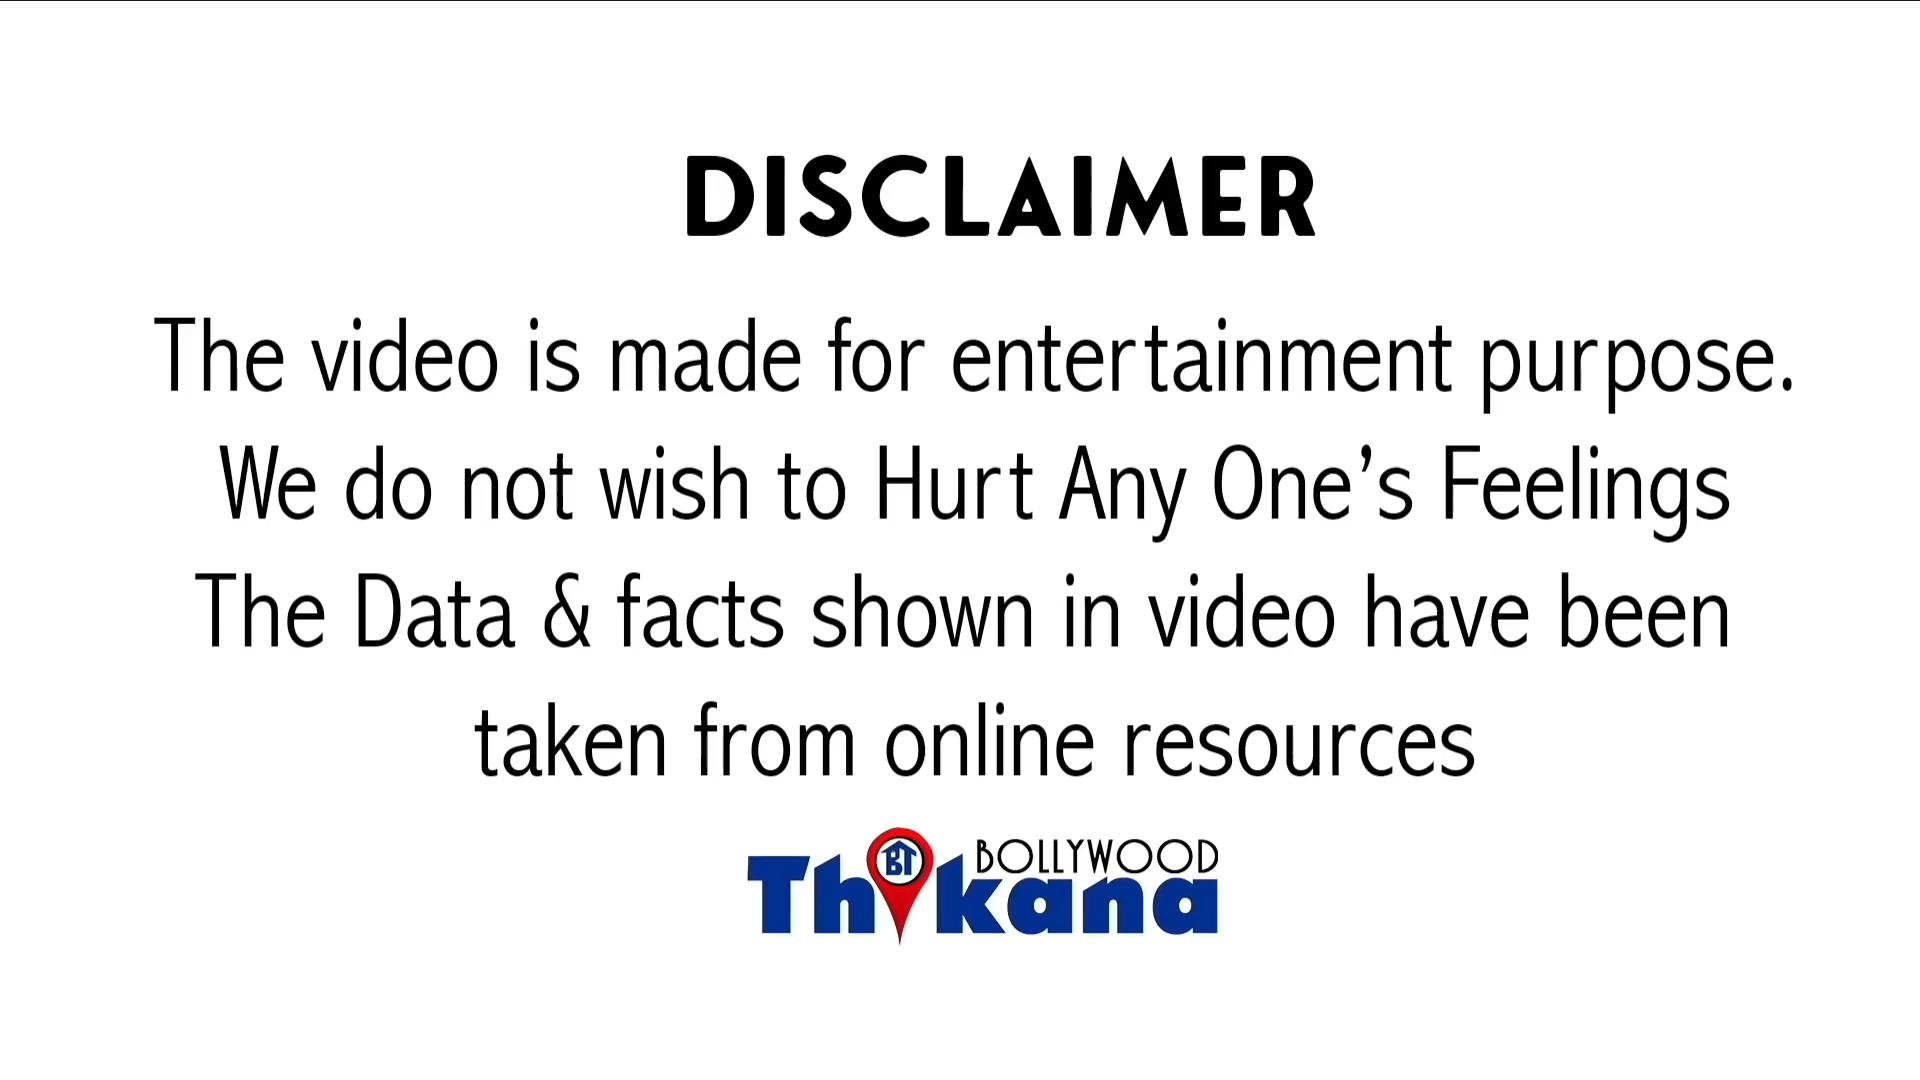 DISCLAIMER
The video is made for entertainment purpose.
We do not wish to Hurt Any One’s Feelings
The Data & facts shown in video have been
taken from online resources
BT
BOLLYWOOD
Thikana